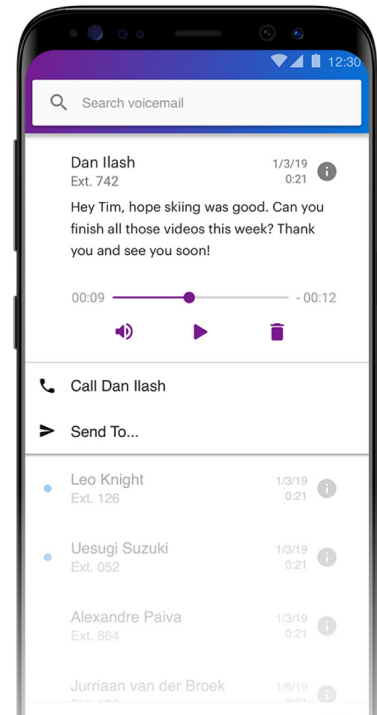 12:30
Search voicemail
Dan Ilash 1/3/19
Ext. 742 0:21
Hey Tim, hope skiing was good. Can you
finish all those videos this week? Thank
you and see you soon!
00:09 - 00:12
Call Dan Ilash
Send To...
Leo Knight 1/3/19
Ext. 126 0:21
Uesugi Suzuki 1/3/19
Ext. 052 0:21
Alexandre Paiva 1/3/19
Ext. 864 0:21
Jurriaan van der Broek 1/5/19